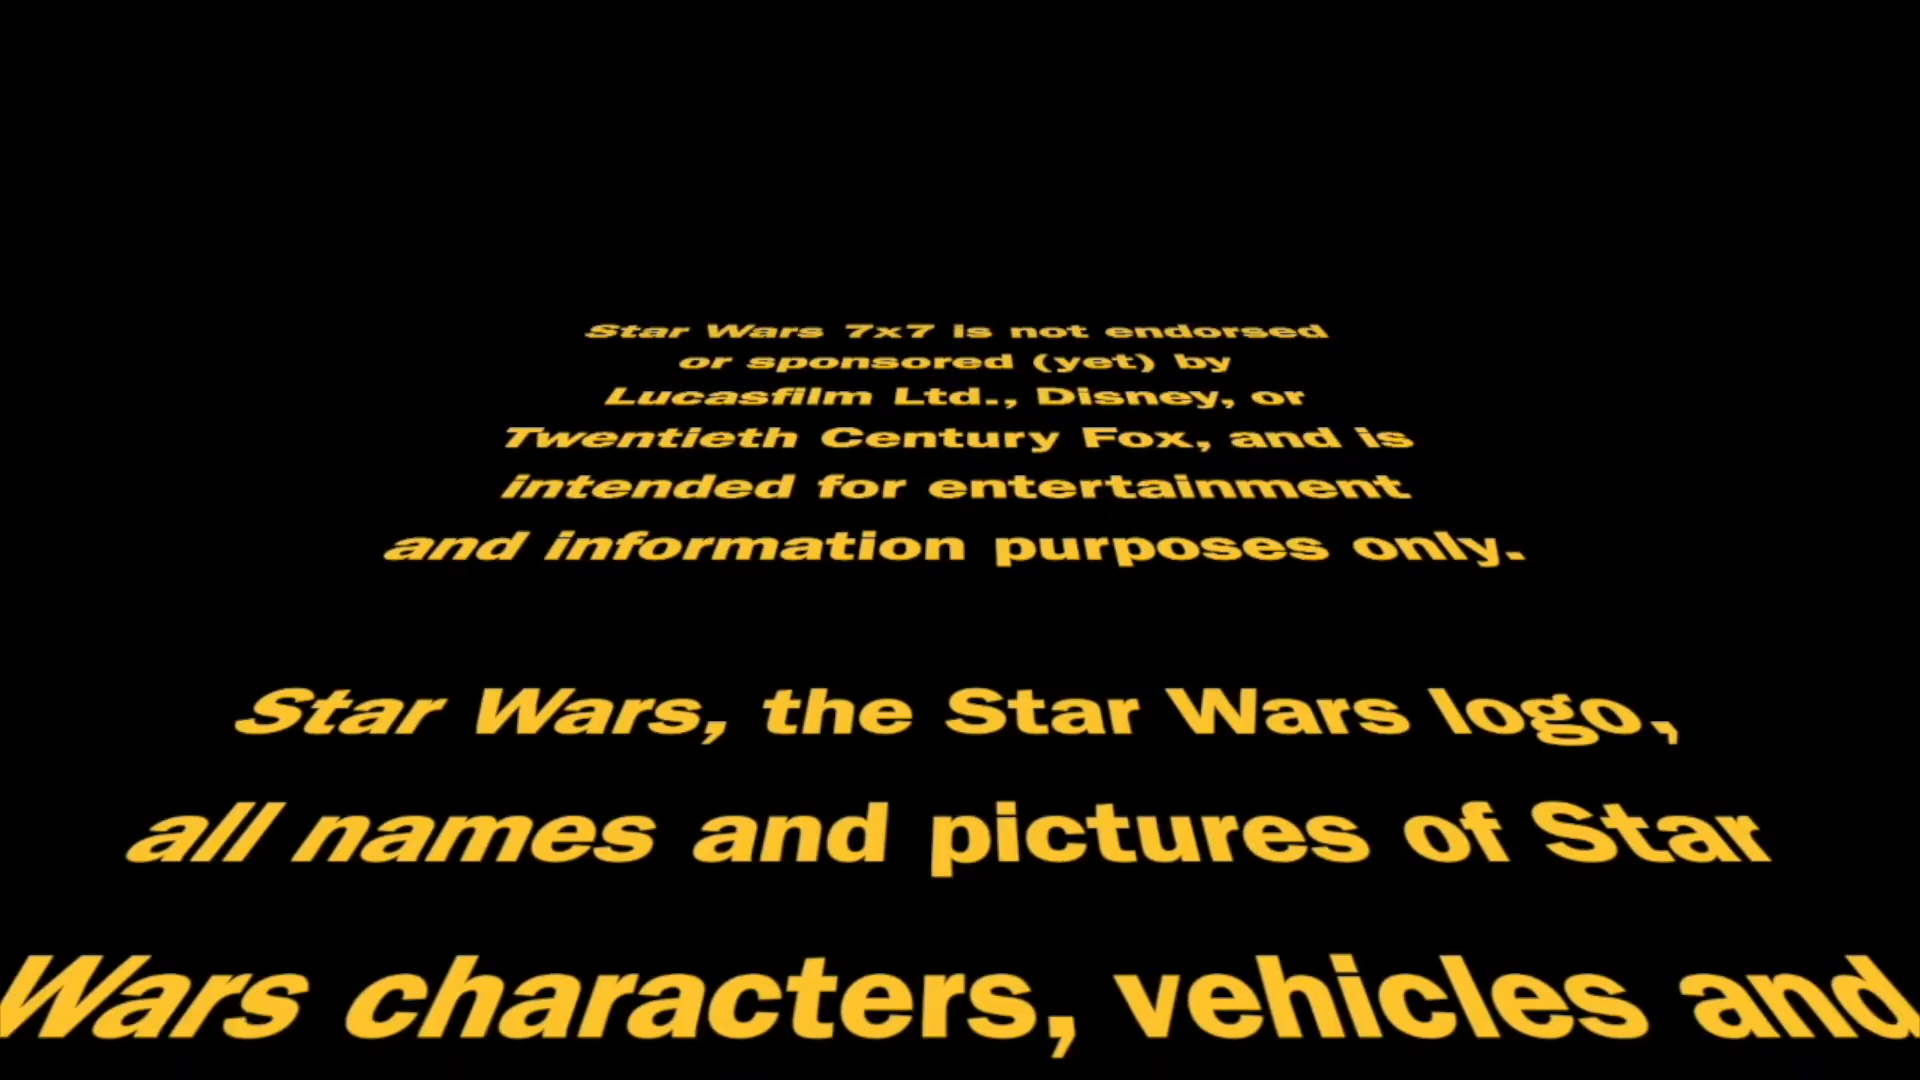 Star Wars 7x7 is not endorsed
or sponsored (yet) by
Lucasfilm Ltd., Disney, or
Twentieth Century Fox, and is
intended for entertainment
and information purposes only.
Star Wars, the Star Wars logo,
all names and pictures of Star
Wars characters, vehicles and